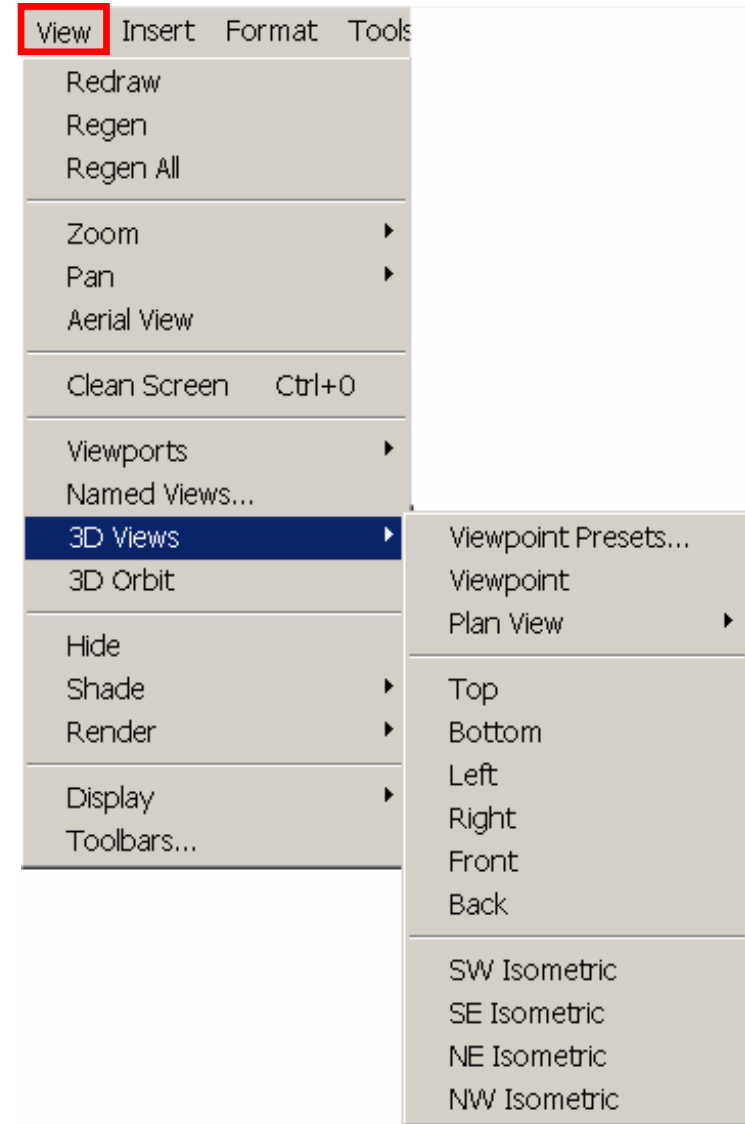 View Insert Format Tools
Redraw
Regen
Regen All
Zoom
Pan
Aerial View
Clean Screen Ctrl+0
Viewports
Named Views...
3D Views
3D Orbit
Hide
Shade
Render
Display
Toolbars...
Viewpoint Presets...
Viewpoint
Plan View
Top
Bottom
Left
Right
Front
Back
SW Isometric
SE Isometric
NE Isometric
NW Isometric